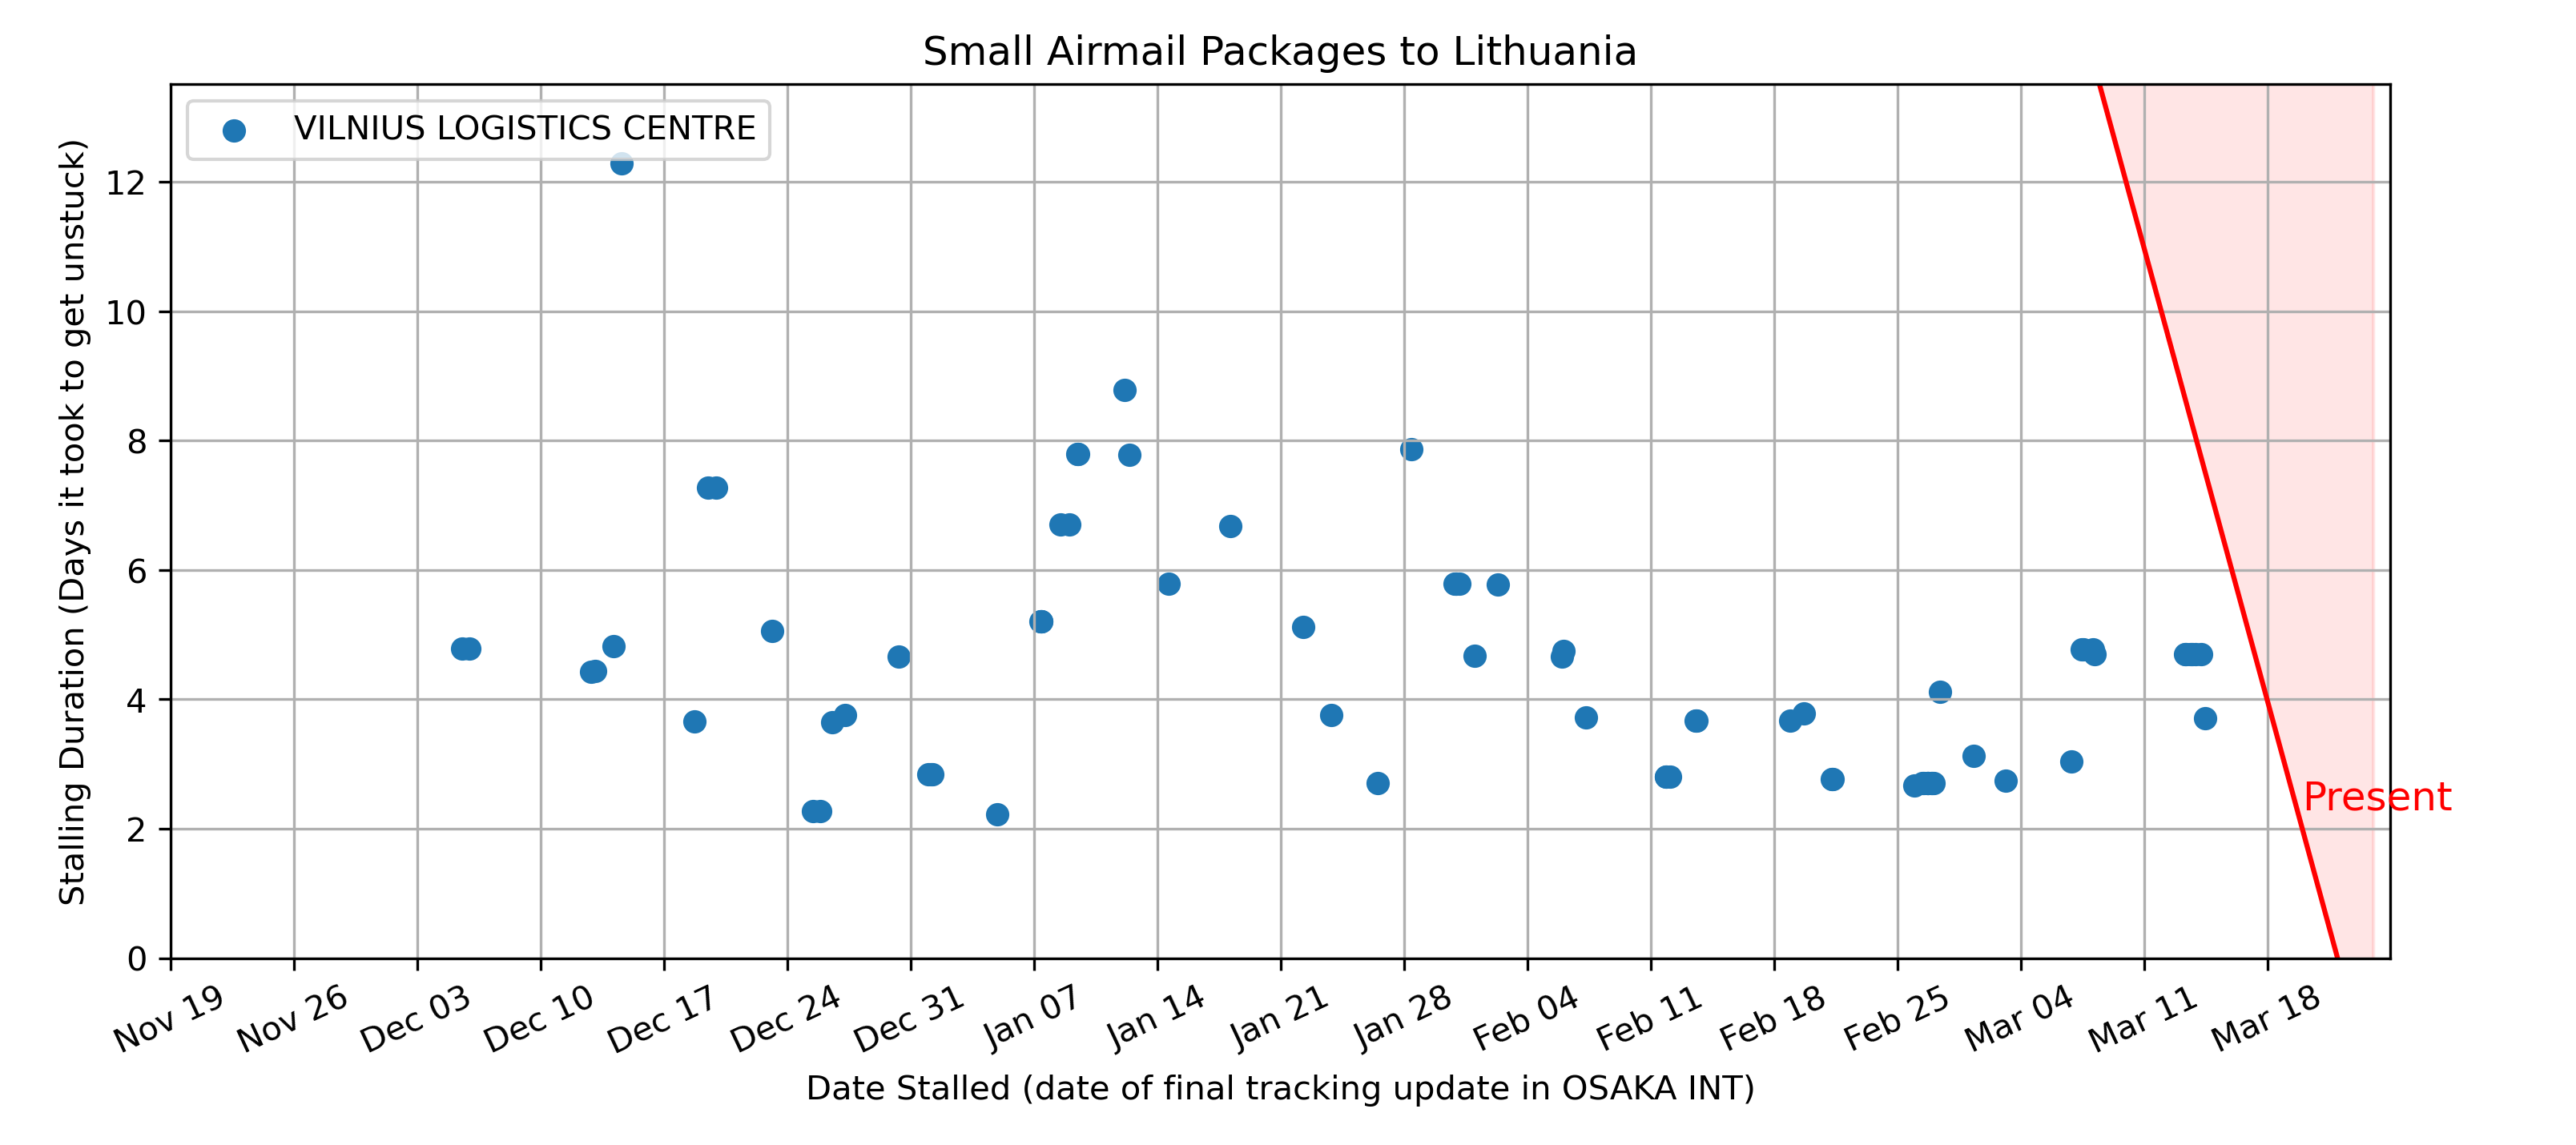 Small Airmail Packages to Lithuania
VILNIUS LOGISTICS CENTRE
Stalling Duration (Days it took to get unstuck)
12
10
8
6
4
2
0
Present
Nov 19
Nov 26
Dec 03
Dec 10
Dec 17
Dec 24
Dec 31
Jan 07
Jan 14
Jan 21
Jan 28
Feb 04
Feb 11
Feb 18
Feb 25
Mar 04
Mar 11
Mar 18
Date Stalled (date of final tracking update in OSAKA INT)